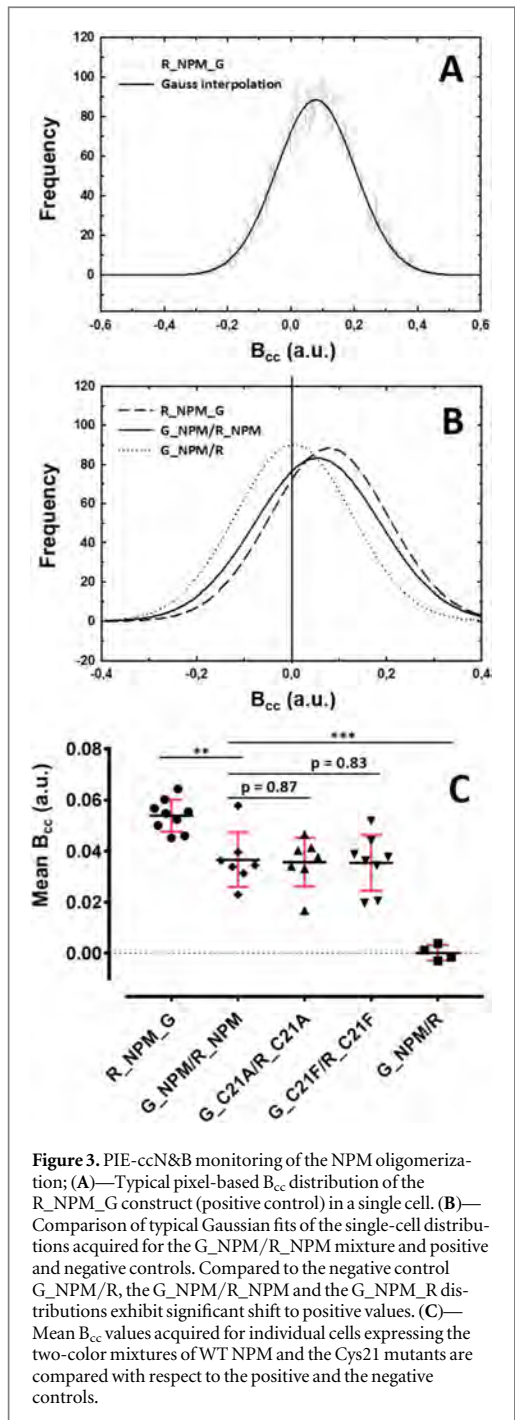 120
100
80
60
40
20
0
-20
Frequency
R_NPM_G
Gauss interpolation
A
-0,6 -0,4 -0,2 0,0 0,2 0,4 0,6
Bcc (a.u.)
120
100
80
60
40
20
0
-20
Frequency
R_NPM_G
G_NPM/R_NPM
G_NPM/R
B
-0,4 -0,2 0,0 0,2 0,4
Bcc (a.u.)
0.08
0.06
0.04
0.02
0.00
Mean Bcc (a.u.)
***
**
p = 0.83
p = 0.87
C
R_NPM_G
G_NPM/R_NPM
G_C21A/R_C21A
G_C21F/R_C21F
G_NPM/R
Figure 3. PIE-ccN&B monitoring of the NPM oligomeriza-
tion; (A)—Typical pixel-based Bcc distribution of the
R_NPM_G construct (positive control) in a single cell. (B)—
Comparison of typical Gaussian fits of the single-cell distribu-
tions acquired for the G_NPM/R_NPM mixture and positive
and negative controls. Compared to the negative control
G_NPM/R, the G_NPM/R_NPM and the G_NPM_R dis-
tributions exhibit significant shift to positive values. (C)—
Mean Bcc values acquired for individual cells expressing the
two-color mixtures of WT NPM and the Cys21 mutants are
compared with respect to the positive and the negative
controls.